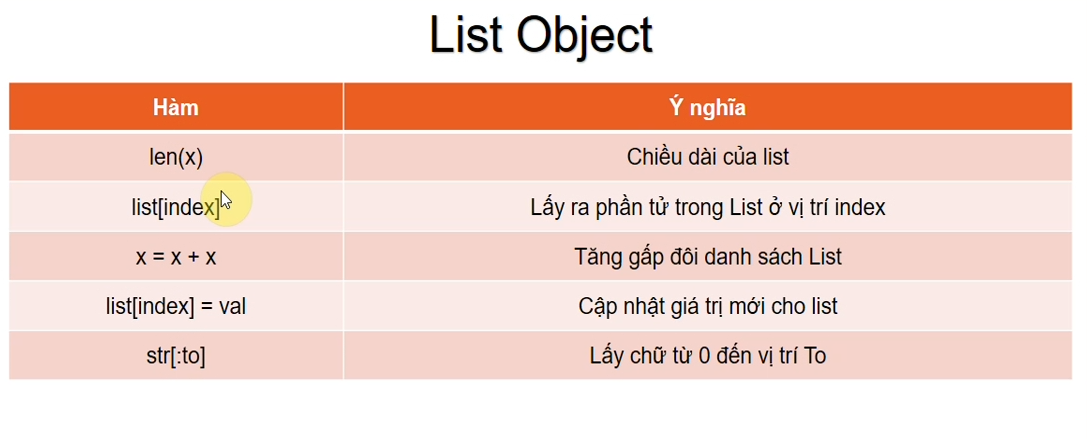 List Object
Hàm Ý nghĩa
len(x) Chiều dài của list
list[index] Lấy ra phần tử trong List ở vị trí index
x = x + x Tăng gấp đôi danh sách List
list[index] = val Cập nhật giá trị mới cho list
str[:to] Lấy chữ từ 0 đến vị trí To